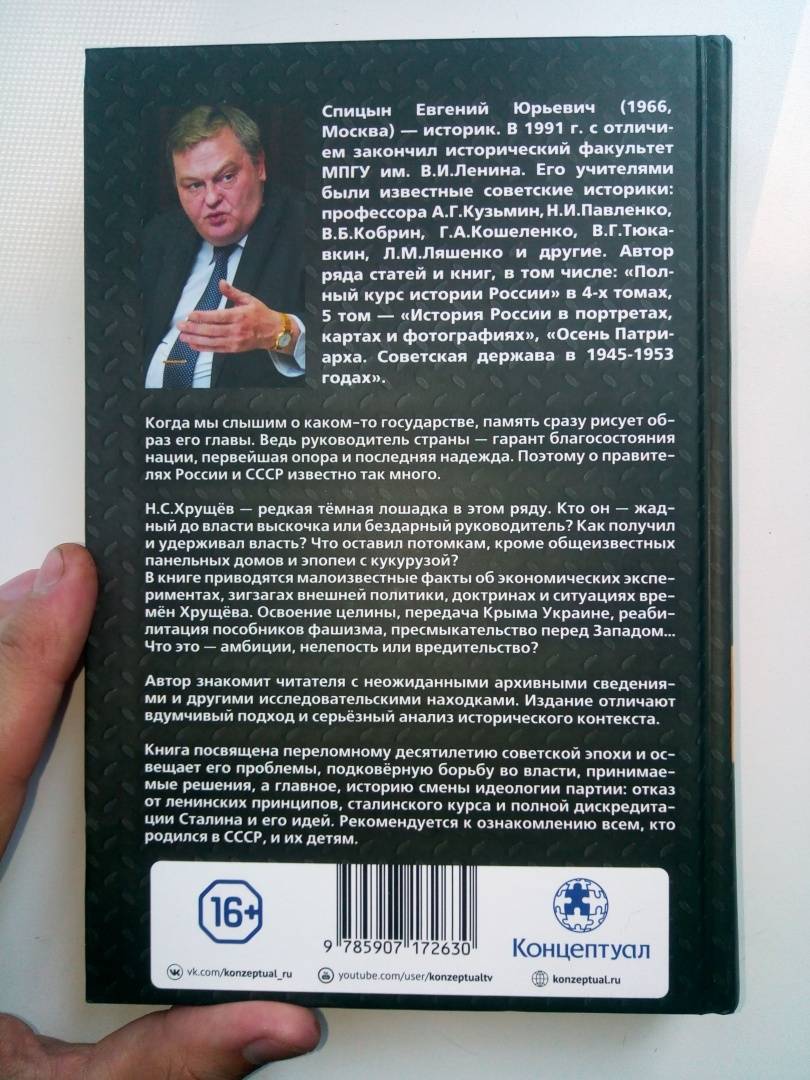 Спицын Евгений Юрьевич (1966,
Москва) — историк. В 1991 г. с отличи-
ем закончил исторический факультет
МПГУ им. В.И.Ленина. Его учителями
были известные советские историки:
профессора А.Г.Кузьмин, Н.И.Павленко,
В.Б.Кобрин, Г.А.Кошеленко, В.Г.Тюка-
вкин, Л.М.Ляшенко и другие. Автор
ряда статей и книг, в том числе: «Пол-
ный курс истории России» в 4-х томах,
5 том — «История России в портретах,
картах и фотографиях», «Осень Патри-
арха. Советская держава в 1945-1953
годах».
Когда мы слышим о каком-то государстве, память сразу рисует об-
раз его главы. Ведь руководитель страны — гарант благосостояния
нации, первейшая опора и последняя надежда. Поэтому о правите-
лях России и СССР известно так много.
Н.С.Хрущёв — редкая тёмная лошадка в этом ряду. Кто он — жад-
ный до власти выскочка или бездарный руководитель? Как получил
и удерживал власть? Что оставил потомкам, кроме общеизвестных
панельных домов и эпопеи с кукурузой?
В книге приводятся малоизвестные факты об экономических экспе-
риментах, зигзагах внешней политики, доктринах и ситуациях вре-
мён Хрущёва. Освоение целины, передача Крыма Украине, реаби-
литация пособников фашизма, пресмыкательство перед Западом...
Что это — амбиции, нелепость или вредительство?
Автор знакомит читателя с неожиданными архивными сведения-
ми и другими исследовательскими находками. Издание отличают
вдумчивый подход и серьёзный анализ исторического контекста.
Книга посвящена переломному десятилетию советской эпохи и ос-
вещает его проблемы, подковёрную борьбу во власти, принимае-
мые решения, а главное, историю смены идеологии партии: отказ
от ленинских принципов, сталинского курса и полной дискредита-
ции Сталина и его идей. Рекомендуется к ознакомлению всем, кто
родился в СССР, и их детям.
16+
9 785907 172630
Концептуал
vk.com/konzeptual_ru
youtube.com/user/konzeptualtv
konzeptual.ru